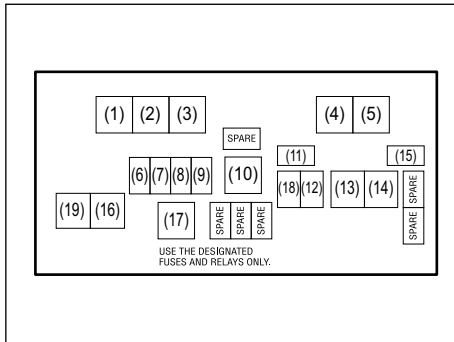 (1) (2) (3) (4) (5)
SPARE
(11) (15)
(6) (7) (8) (9) (10) (18) (12) (13) (14) SPARE
(19) (16) (17) SPARE SPARE SPARE SPARE
USE THE DESIGNATED
FUSES AND RELAYS ONLY.